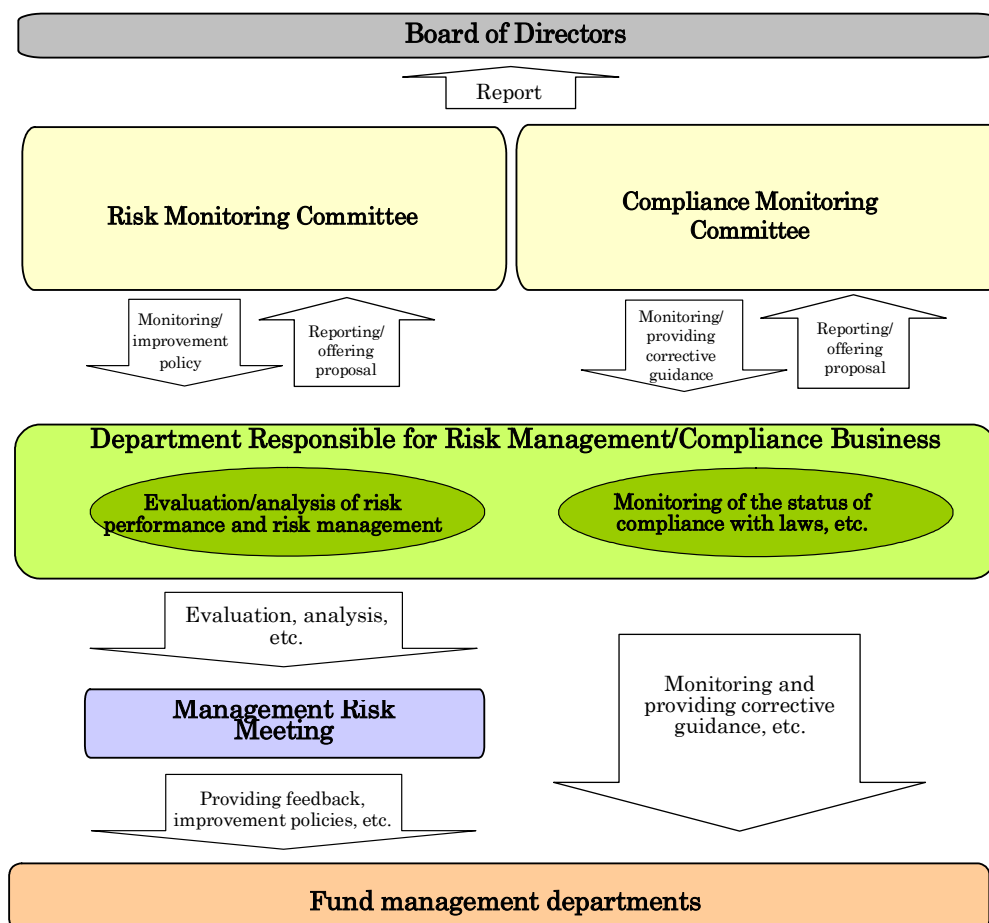 Board of Directors
Report
Risk Monitoring Committee
Compliance Monitoring
Committee
Monitoring/
improvement
policy
Reporting/
offering
proposal
Monitoring/
providing
corrective
guidance
Reporting/
offering
proposal
Department Responsible for Risk Management/Compliance Business
Evaluation/analysis of risk
performance and risk management
Monitoring of the status of
compliance with laws, etc.
Evaluation, analysis,
etc.
Management Risk
Meeting
Monitoring and
providing corrective
guidance, etc.
Providing feedback,
improvement policies, etc.
Fund management departments